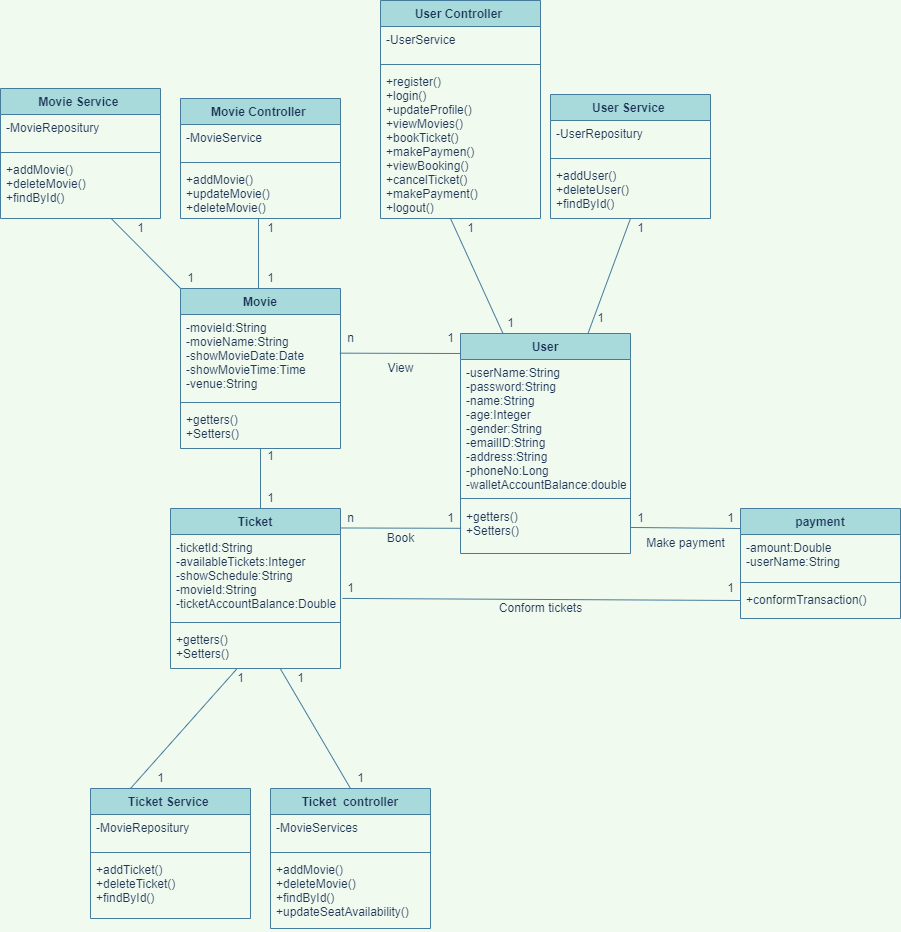 User Controller
-UserService
+register()
+login()
+updateProfile()
+viewMovies()
+bookTicket()
+makePaymen()
+viewBooking()
+cancelTicket()
+makePayment()
+logout()
Movie Service
-MovieRepository
+addMovie()
+deleteMovie()
+findById()
Movie Controller
-MovieService
+addMovie()
+updateMovie()
+deleteMovie()
User Service
-UserRepository
+addUser()
+deleteUser()
+findById()
1
1
1
1
1
1
1
1
Movie
-movieId:String
-movieName:String
-showMovieDate:Date
-showMovieTime:Time
-venue:String
+getters()
+Setters()
n
1
View
User
-userName:String
-password:String
-name:String
-age:Integer
-gender:String
-emailID:String
-address:String
-phoneNo:Long
-walletAccountBalance:double
+getters()
+Setters()
1
1
Ticket
-ticketId:String
-availableTickets:Integer
-showSchedule:String
-movieId:String
-ticketAccountBalance:Double
+getters()
+Setters()
n
1
Book
1
1
Make payment
payment
-amount:Double
-userName:String
+conformTransaction()
1
1
Conform tickets
1
1
1
1
Ticket Service
-MovieRepositury
+addTicket()
+deleteTicket()
+findById()
Ticket controller
-MovieServices
+addMovie()
+deleteMovie()
+findById()
+updateSeatAvailability()